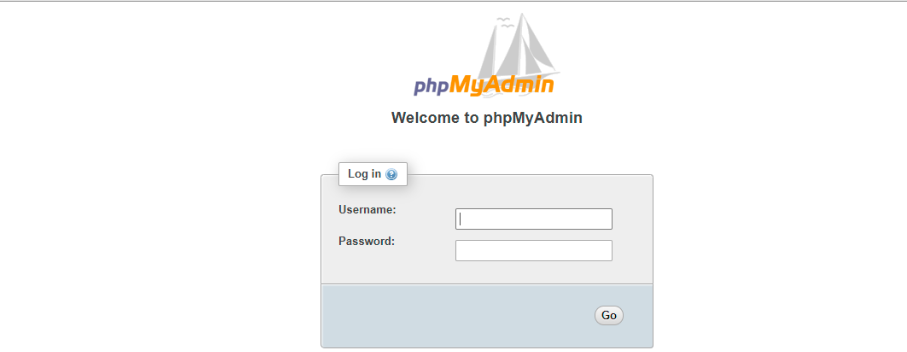 phpMyAdmin
Welcome to phpMyAdmin
Log in
Username:
Password:
Go